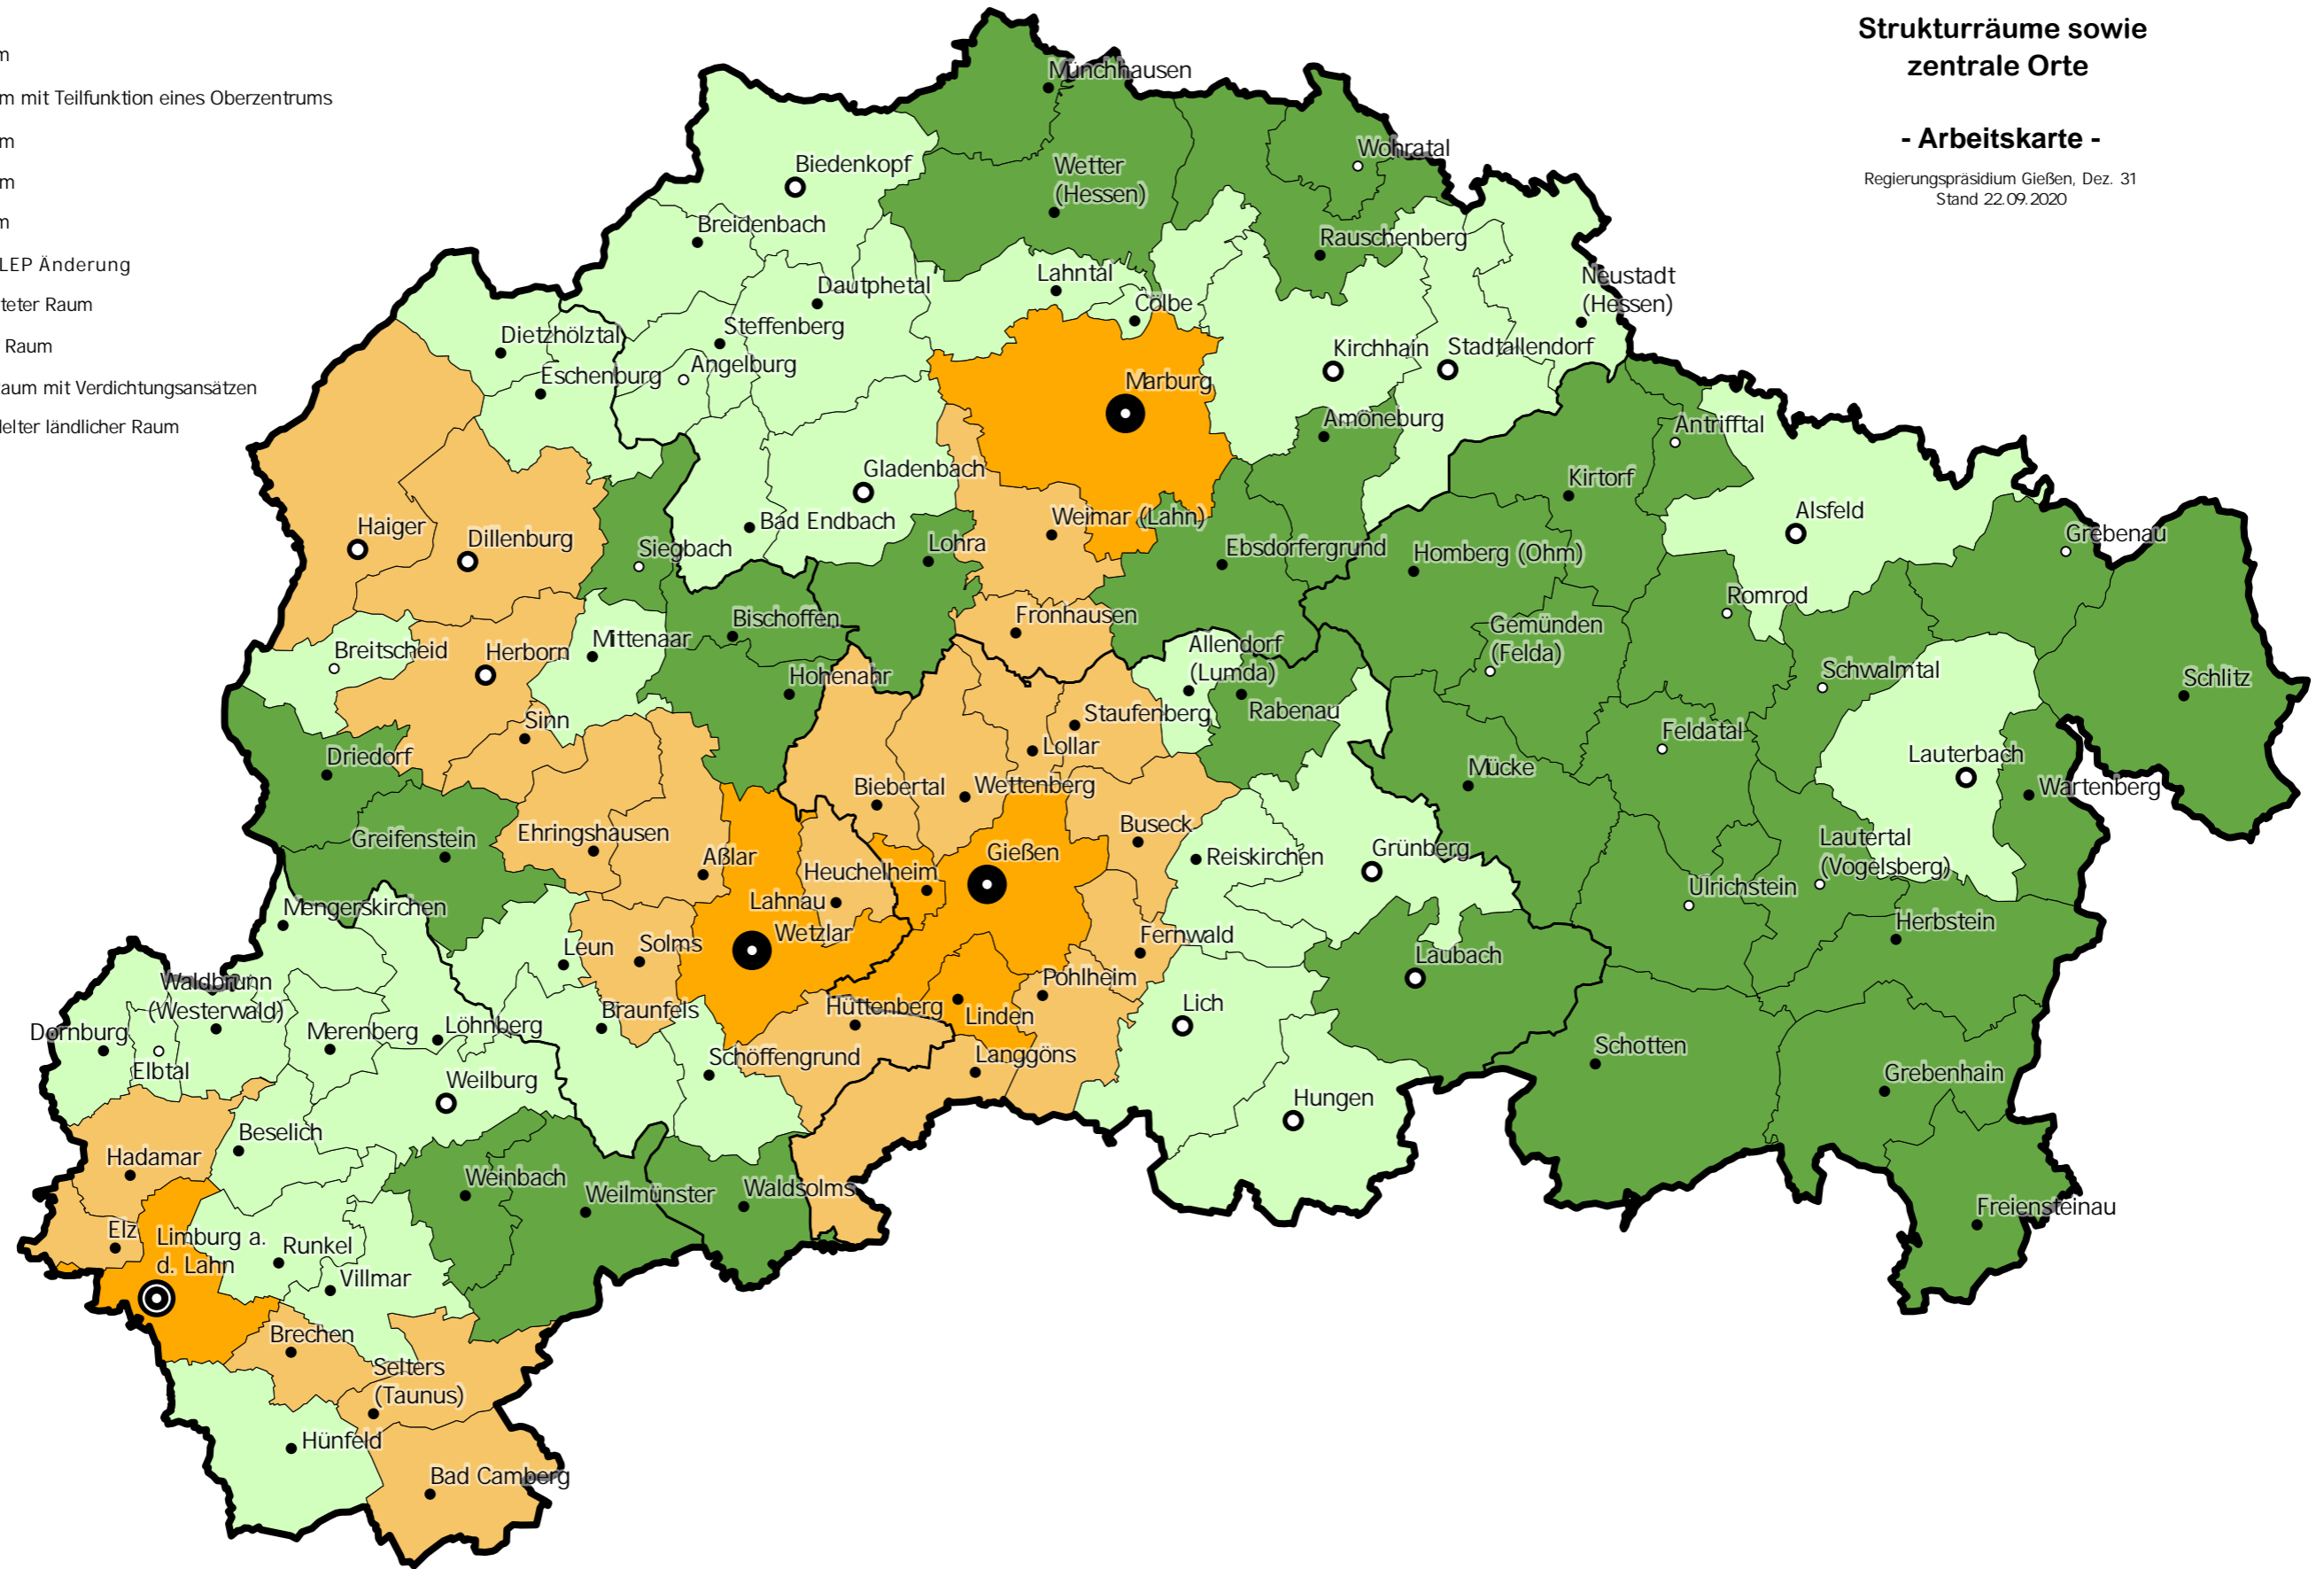 Strukturräume sowie
zentrale Orte
- Arbeitskarte -
Regierungspräsidium Gießen, Dez. 31
Stand 22.09.2020
m mit Teilfunktion eines Oberzentrums
m
m
LEP Änderung
teter Raum
Raum
aum mit Verdichtungsansätzen
delter ländlicher Raum
Münchhausen
Wohratal
Biedenkopf
Wetter
(Hessen)
Breidenbach
Rauschenberg
Lahntal
Neustadt
(Hessen)
Dautphetal
Cölbe
Steffenberg
Dietzhölztal
Angelburg
Kirchhain
Stadtallendorf
Eschenburg
Marburg
Amöneburg
Antrifftal
Gladenbach
Kirtorf
Haiger
Dillenburg
Bad Endbach
Weimar (Lahn)
Alsfeld
Siegbach
Lohra
Ebsdorfergrund
Homberg (Ohm)
Grebenau
Bischoffen
Fronhausen
Romrod
Breitscheid
Herborn
Mittenaar
Allendorf
(Lumda)
Gemünden
(Felda)
Schwalmtal
Schlitz
Hohenahr
Sinn
Staufenberg
Rabenau
Lollar
Feldatal
Driedorf
Biebertal
Wettenberg
Mücke
Lauterbach
Wartenberg
Greifenstein
Ehringshausen
Aßlar
Heuchelheim
Gießen
Buseck
Reiskirchen
Grünberg
Lautertal
(Vogelsberg)
Ulrichstein
Mengerskirchen
Lahnau
Wetzlar
Leun
Solms
Fernwald
Laubach
Herbstein
Waldbrunn
(Westerwald)
Pohlheim
Dornburg
Elbtal
Merenberg
Löhnberg
Braunfels
Hüttenberg
Linden
Lich
Schöffengrund
Langgöns
Schotten
Weilburg
Grebenhain
Hungen
Beselich
Hadamar
Weinbach
Weilmünster
Waldsolms
Freiensteinau
Elz
Limburg a.
d. Lahn
Runkel
Villmar
Brechen
Selters
(Taunus)
Hünfeld
Bad Camberg